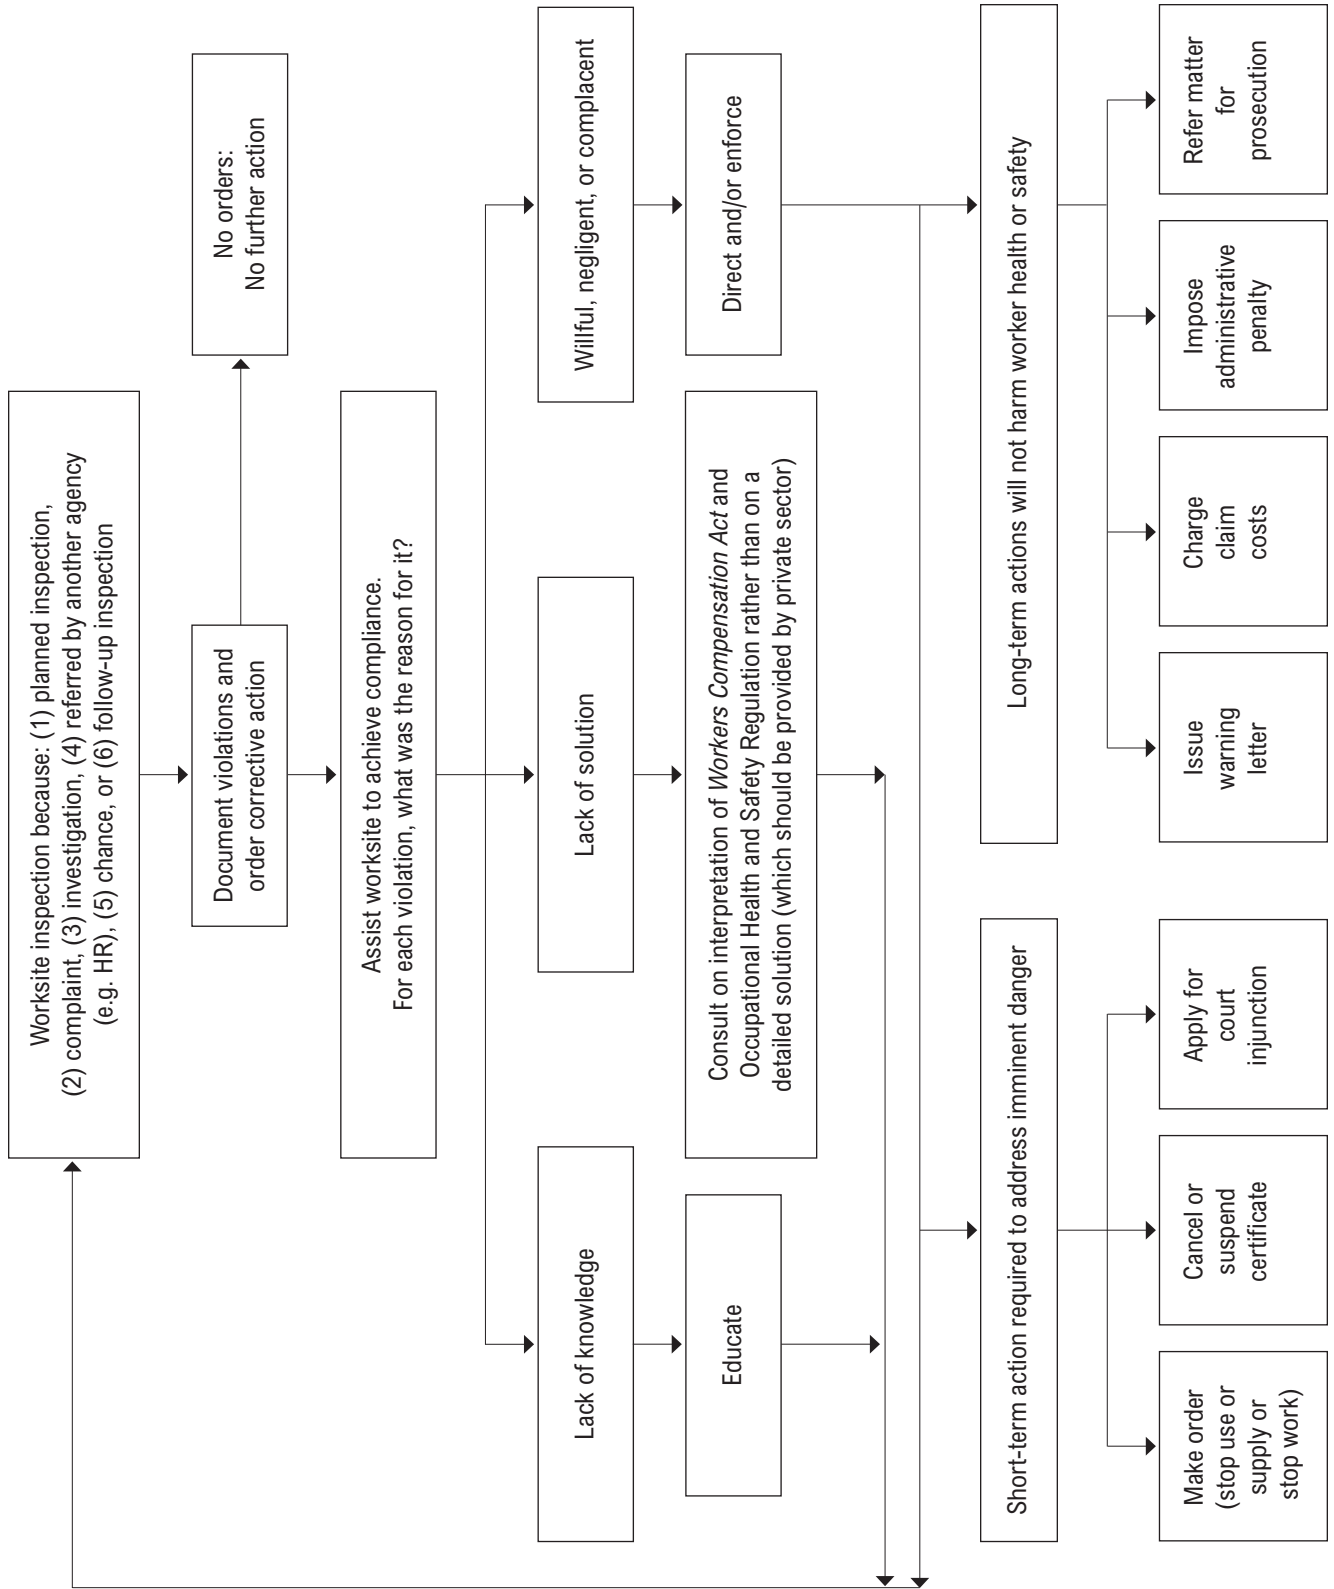 Worksite inspection because: (1) planned inspection,
(2) complaint, (3) investigation, (4) referred by another agency
(e.g. HR), (5) chance, or (6) follow-up inspection
Document violations and
order corrective action
No orders:
No further action
Assist worksite to achieve compliance.
For each violation, what was the reason for it?
Lack of knowledge
Lack of solution
Willful, negligent, or complacent
Educate
Consult on interpretation of Workers Compensation Act and
Occupational Health and Safety Regulation rather than on a
detailed solution (which should be provided by private sector)
Direct and/or enforce
Short-term action required to address imminent danger
Long-term actions will not harm worker health or safety
Make order
(stop use or
supply or
stop work)
Cancel or
suspend
certificate
Apply for
court
injunction
Issue
warning
letter
Charge
claim
costs
Impose
administrative
penalty
Refer matter
for
prosecution